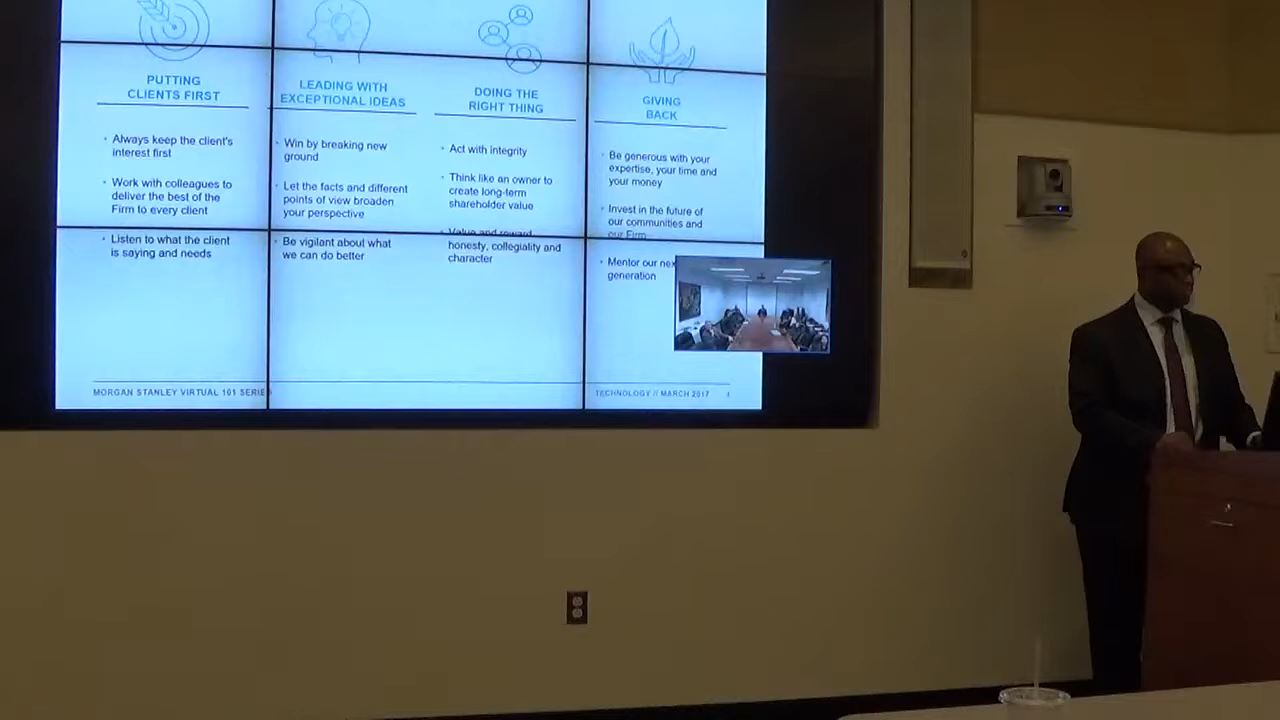 PUTTING
CLIENTS FIRST
Always keep the client's
interest first
Work with colleagues to
deliver the best of the
Firm to every client
Listen to what the client
is saying and needs
LEADING WITH
EXCEPTIONAL IDEAS
Win by breaking new
ground
Let the facts and different
points of view broaden
your perspective
Be vigilant about what
we can do better
DOING THE
RIGHT THING
Act with integrity
Think like an owner to
create long-term
shareholder value
Value and reward
honesty, collegiality and
character
GIVING
BACK
Be generous with your
expertise, your time and
your money
Invest in the future of
our communities and
our Firm
Mentor our
generation
MORGAN STANLEY VIRTUAL 101 SERIES
TECHNOLOGY // MARCH 2017